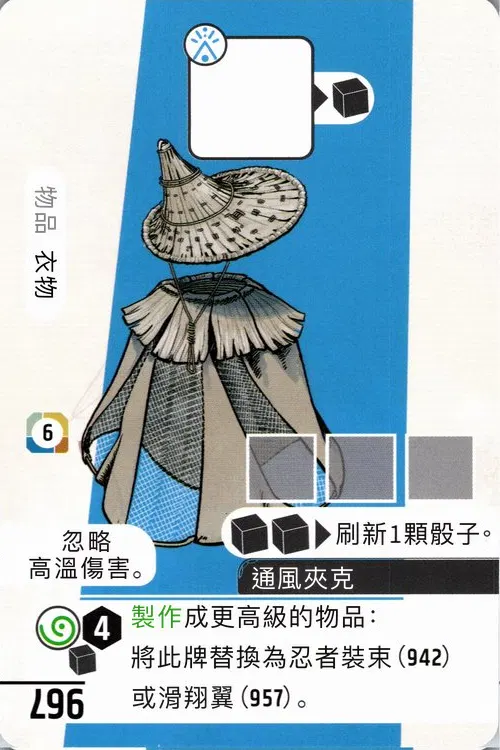 物品 衣物
6
忽略
高溫傷害。
刷新1顆骰子。
通風夾克
4
製作成更高級的物品：
將此牌替換為忍者裝束（942）
或滑翔翼（957）。
967